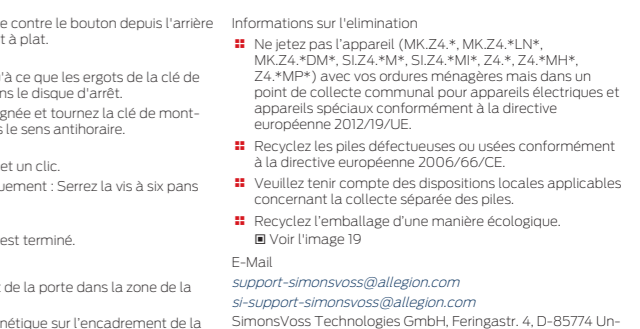 e contre le bouton depuis l'arrière
t à plat.
'à ce que les ergots de la clé de
ns le disque d'arrêt.
gnée et tournez la clé de mont-
s le sens antihoraire.
et un clic.
uement : Serrez la vis à six pans
est terminé.
t de la porte dans la zone de la
nétique sur l'encadrement de la
Informations sur l'elimination
Ne jetez pas l'appareil (MK.Z4.*, MK.Z4.*LN*,
MK.Z4.*DM*, SI.Z4.*M*, SI.Z4.*MI*, Z4.*, Z4.*MH*,
Z4.*MP*) avec vos ordures ménagères mais dans un
point de collecte communal pour appareils électriques et
appareils spéciaux conformément à la directive
européenne 2012/19/UE.
Recyclez les piles défectueuses ou usées conformément
à la directive européenne 2006/66/CE.
Veuillez tenir compte des dispositions locales applicables
concernant la collecte séparée des piles.
Recyclez l'emballage d'une manière écologique.
Voir l'image 19
E-Mail
support-simonsvoss@allegion.com
si-support-simonsvoss@allegion.com
SimonsVoss Technologies GmbH, Feringastr. 4, D-85774 Un-